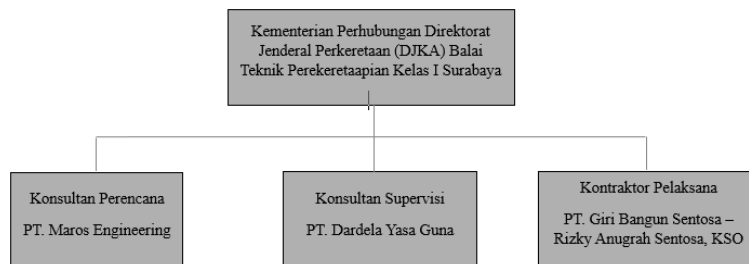 Kementerian Perhubungan Direktorat
Jenderal Perkeretaan (DJKA) Balai
Teknik Perekeretaapian Kelas I Surabaya
Konsultan Perencana
PT. Maros Engineering
Konsultan Supervisi
PT. Dardela Yasa Guna
Kontraktor Pelaksana
PT. Giri Bangun Sentosa –
Rizky Anugrah Sentosa, KSO